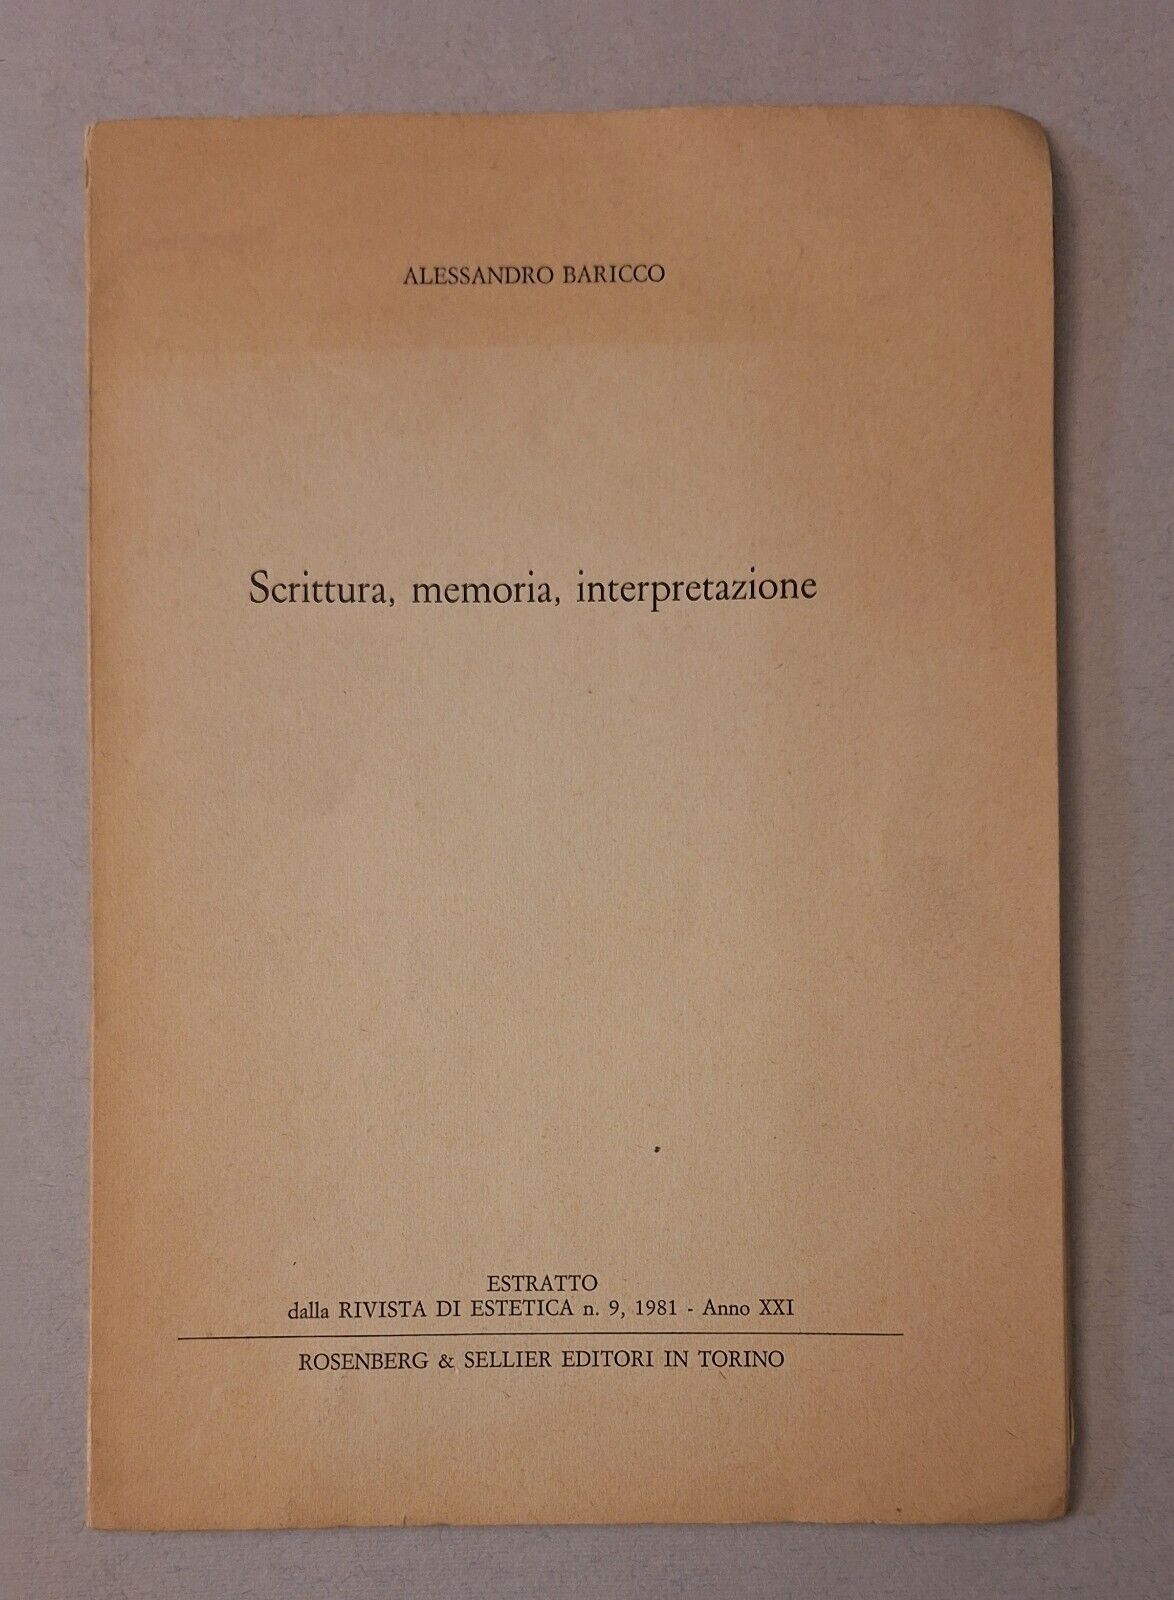 ALESSANDRO BARICCO
Scrittura, memoria, interpretazione
ESTRATTO
dalla RIVISTA DI ESTETICA n. 9, 1981 - Anno XXI
ROSENBERG & SELLIER EDITORI IN TORINO